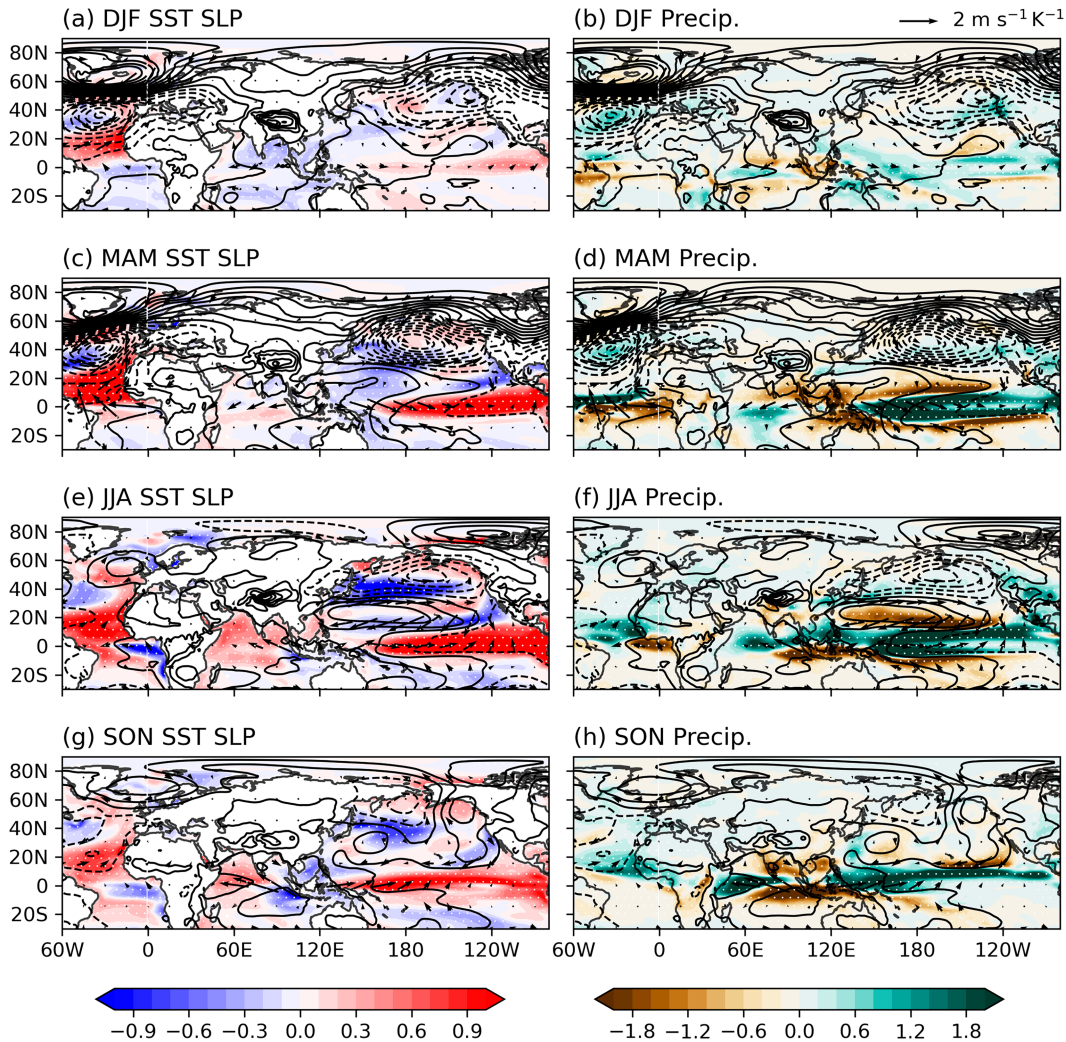 (a) DJF SST SLP
(b) DJF Precip.
2 m s⁻¹ K⁻¹
80N
60N
40N
20N
0
20S
(c) MAM SST SLP
(d) MAM Precip.
80N
60N
40N
20N
0
20S
(e) JJA SST SLP
(f) JJA Precip.
80N
60N
40N
20N
0
20S
(g) SON SST SLP
(h) SON Precip.
80N
60N
40N
20N
0
20S
60W 0 60E 120E 180 120W
60W 0 60E 120E 180 120W
−0.9 −0.6 −0.3 0.0 0.3 0.6 0.9
−1.8 −1.2 −0.6 0.0 0.6 1.2 1.8